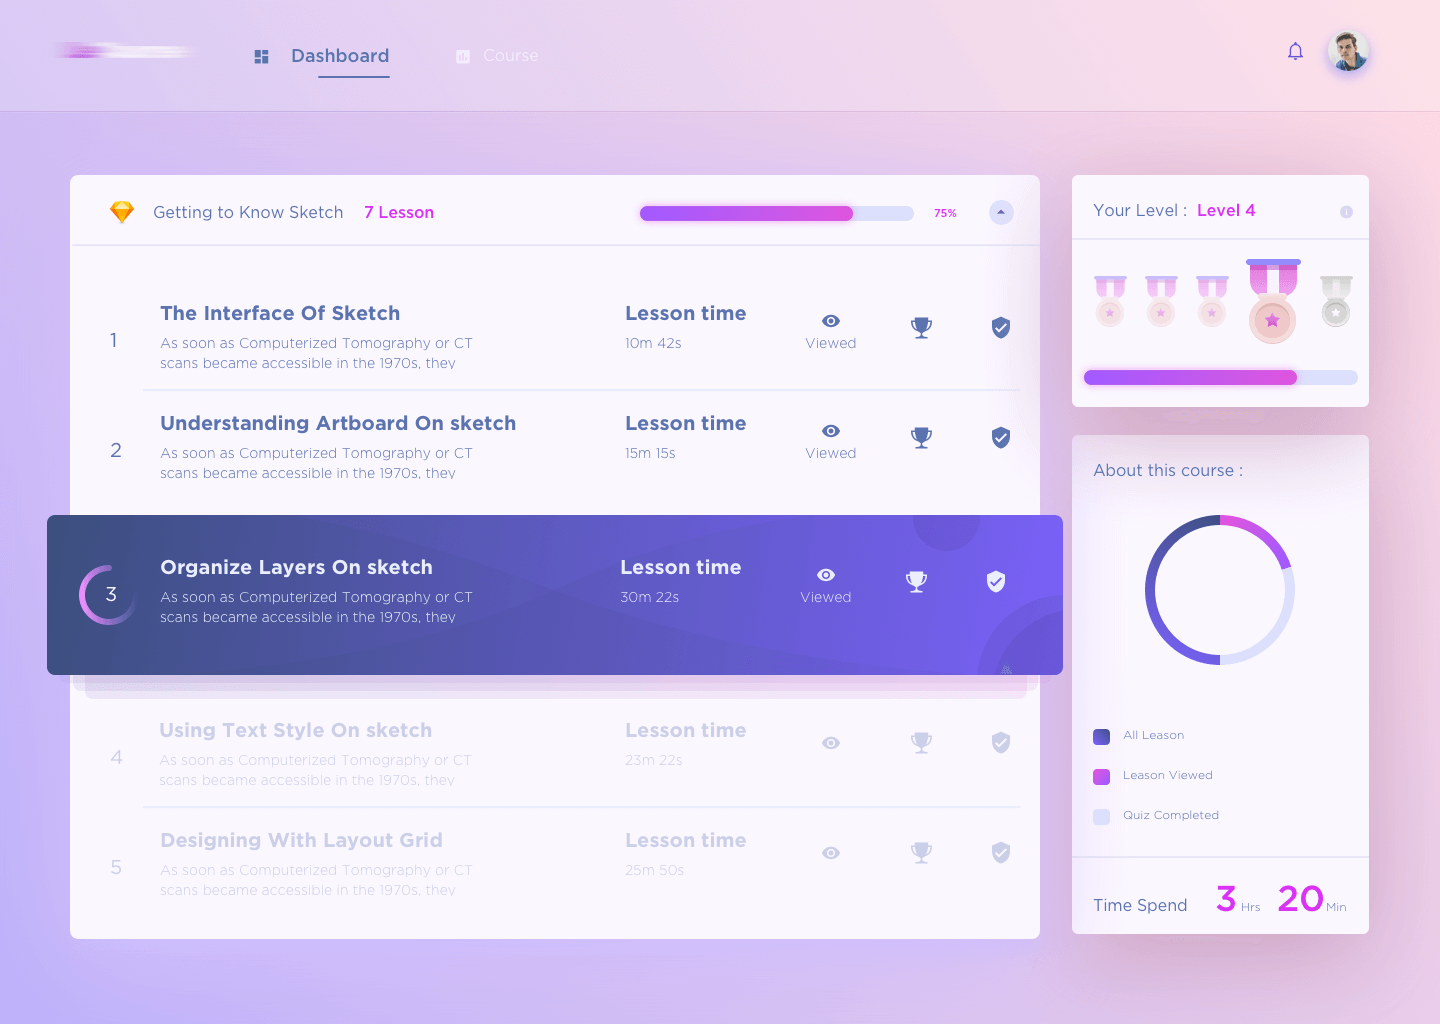 Dashboard
Course
Getting to Know Sketch
7 Lesson
75%
1
The Interface Of Sketch
As soon as Computerized Tomography or CT
scans became accessible in the 1970s, they
Lesson time
10m 42s
Viewed
2
Understanding Artboard On sketch
As soon as Computerized Tomography or CT
scans became accessible in the 1970s, they
Lesson time
15m 15s
Viewed
3
Organize Layers On sketch
As soon as Computerized Tomography or CT
scans became accessible in the 1970s, they
Lesson time
30m 22s
Viewed
4
Using Text Style On sketch
As soon as Computerized Tomography or CT
scans became accessible in the 1970s, they
Lesson time
23m 22s
5
Designing With Layout Grid
As soon as Computerized Tomography or CT
scans became accessible in the 1970s, they
Lesson time
25m 50s
Your Level : Level 4
About this course :
All Leason
Leason Viewed
Quiz Completed
Time Spend 3 Hrs 20 Min